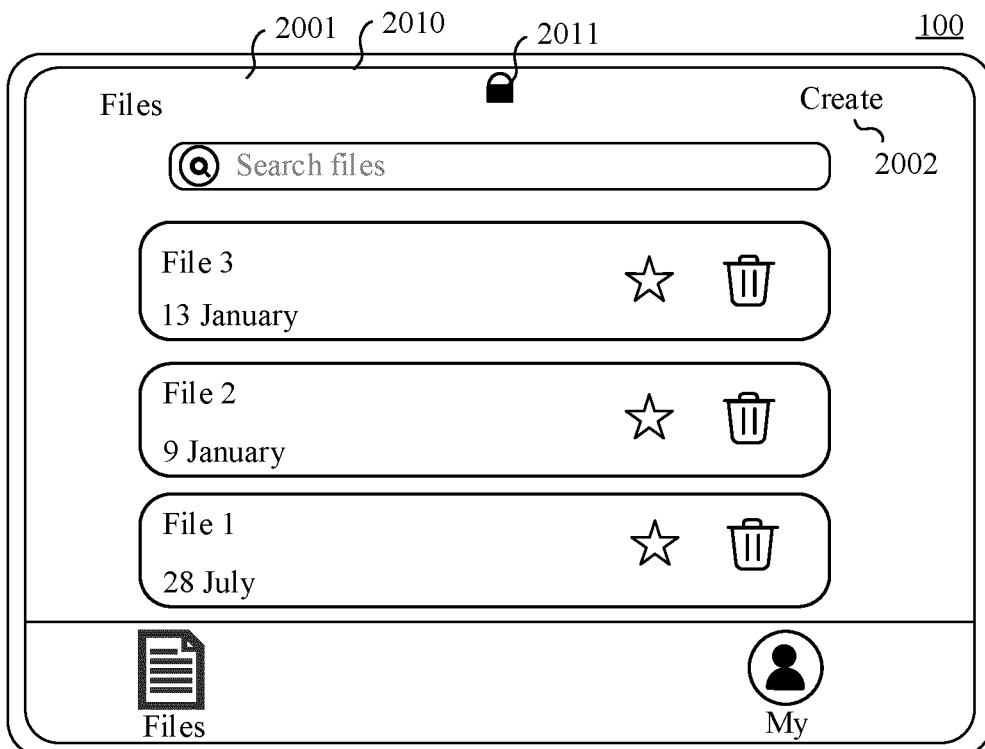 2001 2010 2011 100
Files Create
2002
Search files
File 3
13 January
File 2
9 January
File 1
28 July
Files My